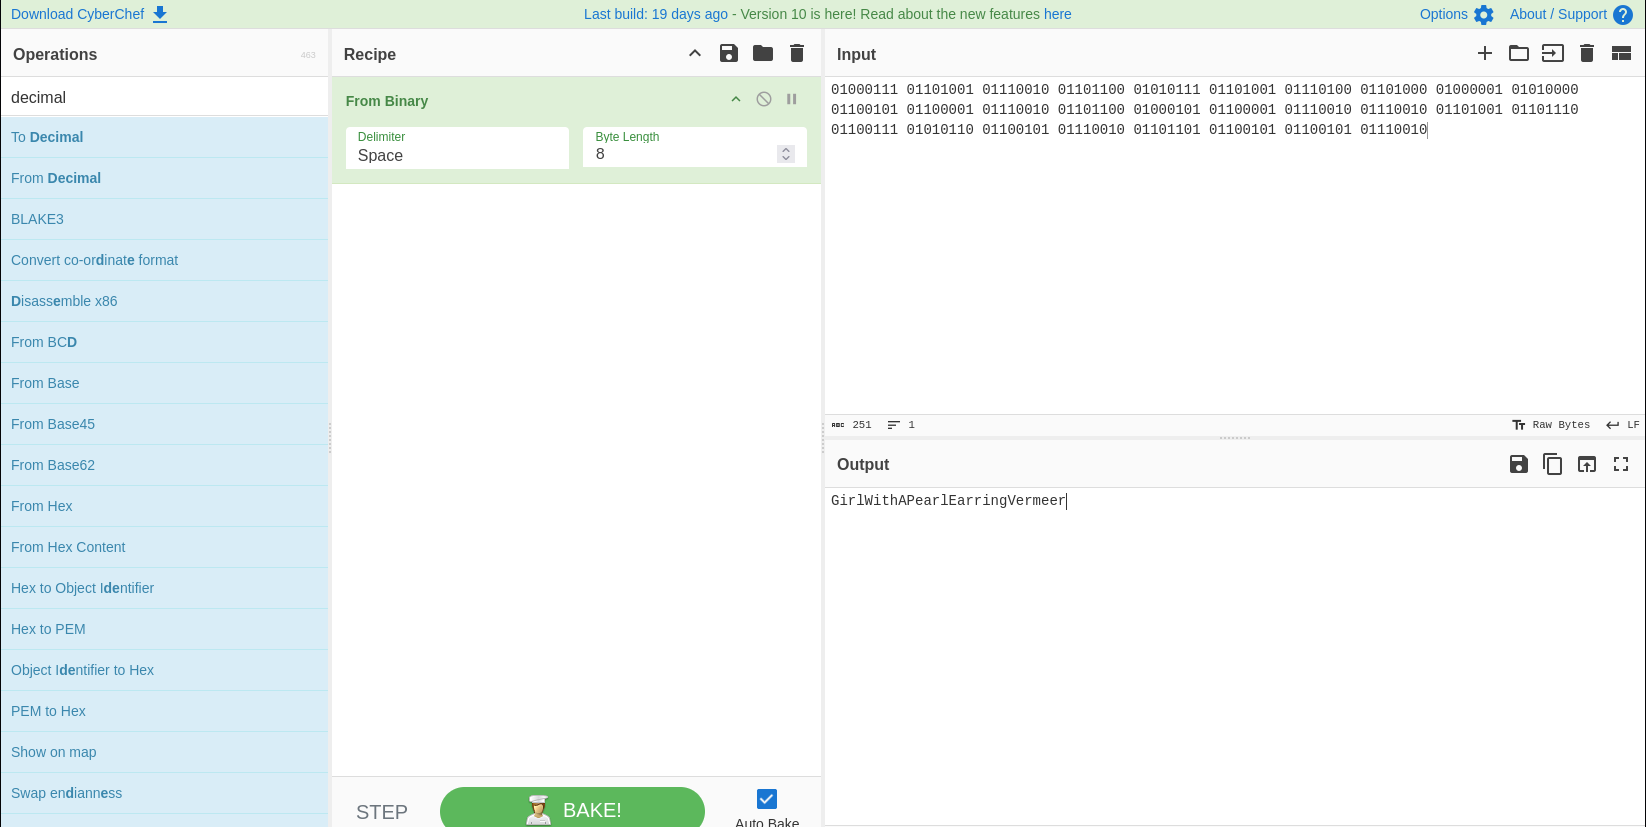 Download CyberChef
Last build: 19 days ago - Version 10 is here! Read about the new features here
Options
About / Support
Operations
463
decimal
To Decimal
From Decimal
BLAKE3
Convert co-ordinate format
Disassemble x86
From BCD
From Base
From Base45
From Base62
From Hex
From Hex Content
Hex to Object Identifier
Hex to PEM
Object Identifier to Hex
PEM to Hex
Show on map
Swap endianness
Recipe
From Binary
Delimiter
Space
Byte Length
8
STEP
BAKE!
Auto Bake
Input
01000111 01101001 01110010 01101100 01010111 01101001 01110100 01101000 01000001 01010000
01100101 01100001 01110010 01101100 01000101 01100001 01110010 01110010 01101001 01101110
01100111 01010110 01100101 01110010 01101101 01100101 01100101 01110010
ABC 251
1
Raw Bytes
LF
Output
GirlWithAPearlEarringVermeer